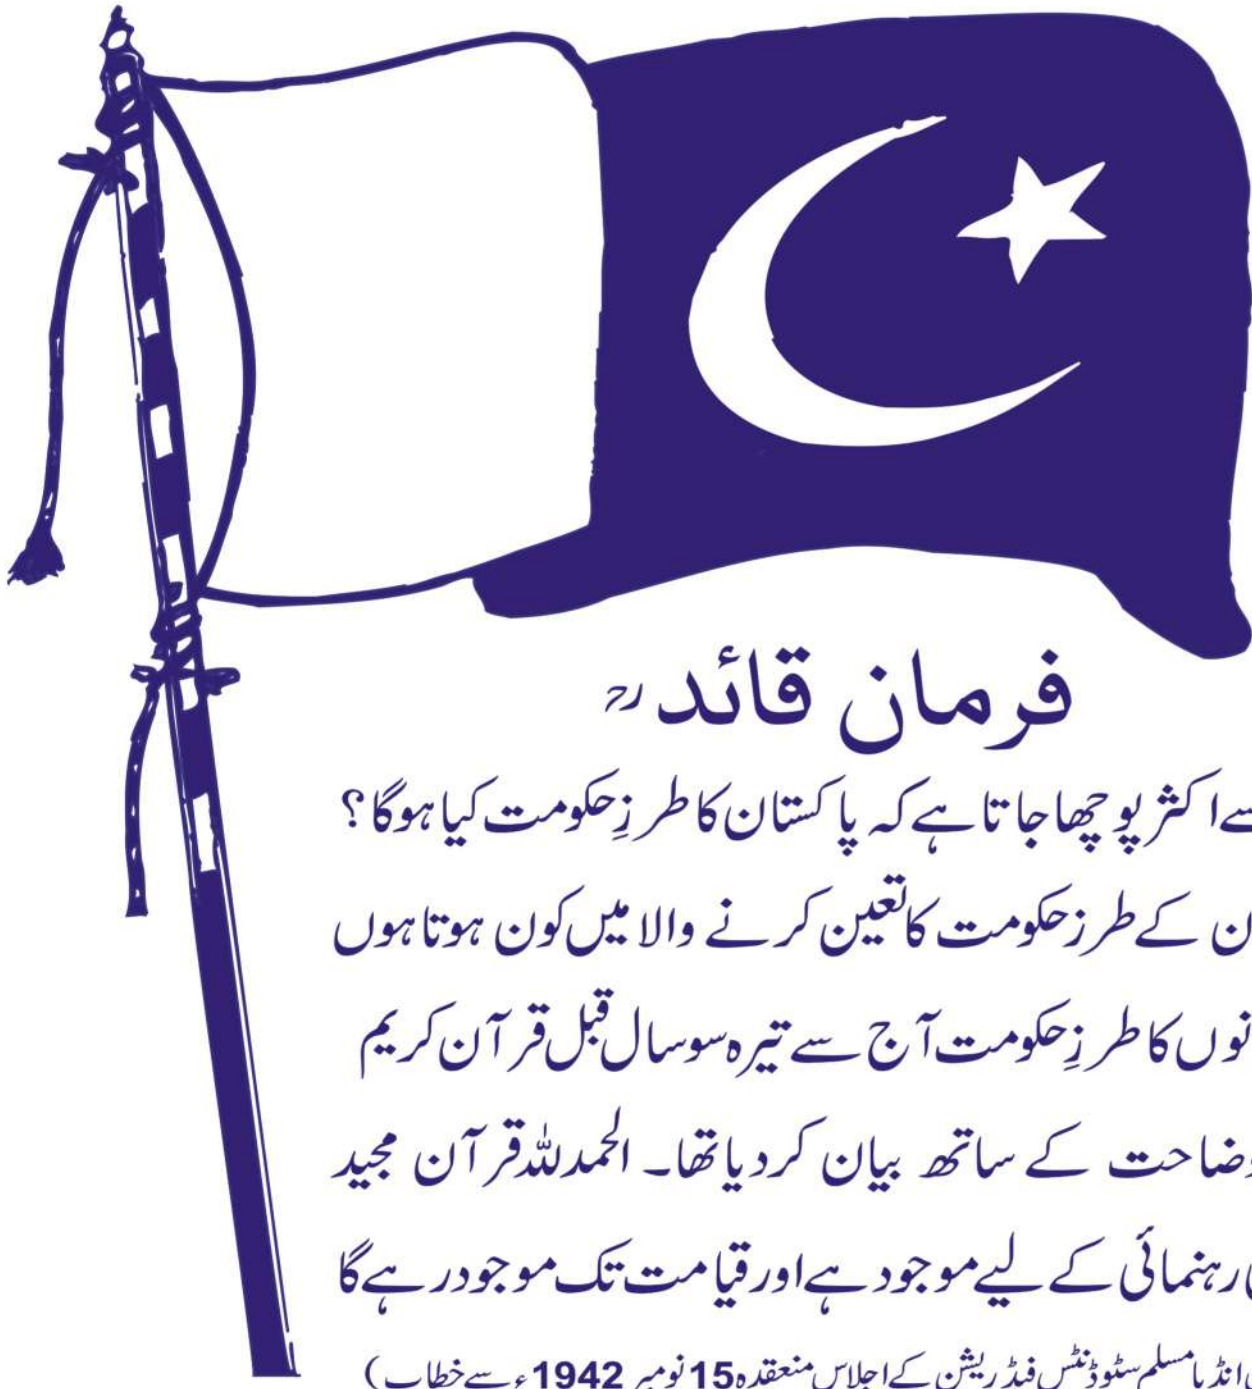 فرمان قائدؒ
سے اکثر پوچھا جاتا ہے کہ پاکستان کا طرزِ حکومت کیا ہوگا؟
ن کے طرز حکومت کا تعین کرنے والا میں کون ہوتا ہوں
نوں کا طرزِ حکومت آج سے تیرہ سو سال قبل قرآن کریم
ضاحت کے ساتھ بیان کر دیا تھا۔ الحمدللہ قرآن مجید
رہنمائی کے لیے موجود ہے اور قیامت تک موجود رہے گا
انڈیا مسلم سٹوڈنٹس فیڈریشن کے اجلاس منعقدہ 15 نومبر 1942ء سے خطاب)